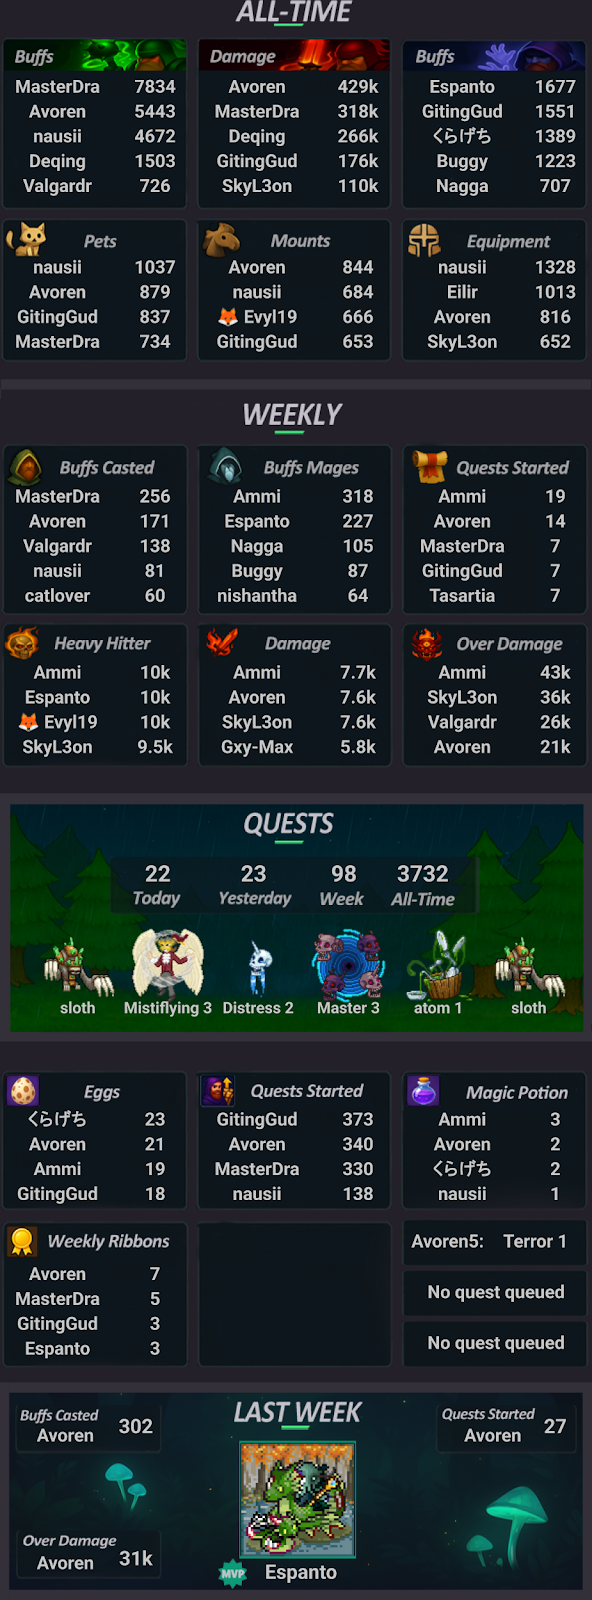 ALL-TIME
Buffs
MasterDra 7834
Avoren 5443
nausii 4672
Deqing 1503
Valgardr 726
Damage
Avoren 429k
MasterDra 318k
Deqing 266k
GitingGud 176k
SkyL3on 110k
Buffs
Espanto 1677
GitingGud 1551
くらげち 1389
Buggy 1223
Nagga 707
Pets
nausii 1037
Avoren 879
GitingGud 837
MasterDra 734
Mounts
Avoren 844
nausii 684
🦊 Evyl19 666
GitingGud 653
Equipment
nausii 1328
Eilir 1013
Avoren 816
SkyL3on 652
WEEKLY
Buffs Casted
MasterDra 256
Avoren 171
Valgardr 138
nausii 81
catlover 60
Buffs Mages
Ammi 318
Espanto 227
Nagga 105
Buggy 87
nishantha 64
Quests Started
Ammi 19
Avoren 14
MasterDra 7
GitingGud 7
Tasartia 7
Heavy Hitter
Ammi 10k
Espanto 10k
🦊 Evyl19 10k
SkyL3on 9.5k
Damage
Ammi 7.7k
Avoren 7.6k
SkyL3on 7.6k
Gxy-Max 5.8k
Over Damage
Ammi 43k
SkyL3on 36k
Valgardr 26k
Avoren 21k
QUESTS
22 23 98 3732
Today Yesterday Week All-Time
sloth Mistiflying 3 Distress 2 Master 3 atom 1 sloth
Eggs
くらげち 23
Avoren 21
Ammi 19
GitingGud 18
Quests Started
GitingGud 373
Avoren 340
MasterDra 330
nausii 138
Magic Potion
Ammi 3
Avoren 2
くらげち 2
nausii 1
Weekly Ribbons
Avoren 7
MasterDra 5
GitingGud 3
Espanto 3
Avoren5: Terror 1
No quest queued
No quest queued
LAST WEEK
Buffs Casted
Avoren 302
Quests Started
Avoren 27
Over Damage
Avoren 31k
MVP Espanto